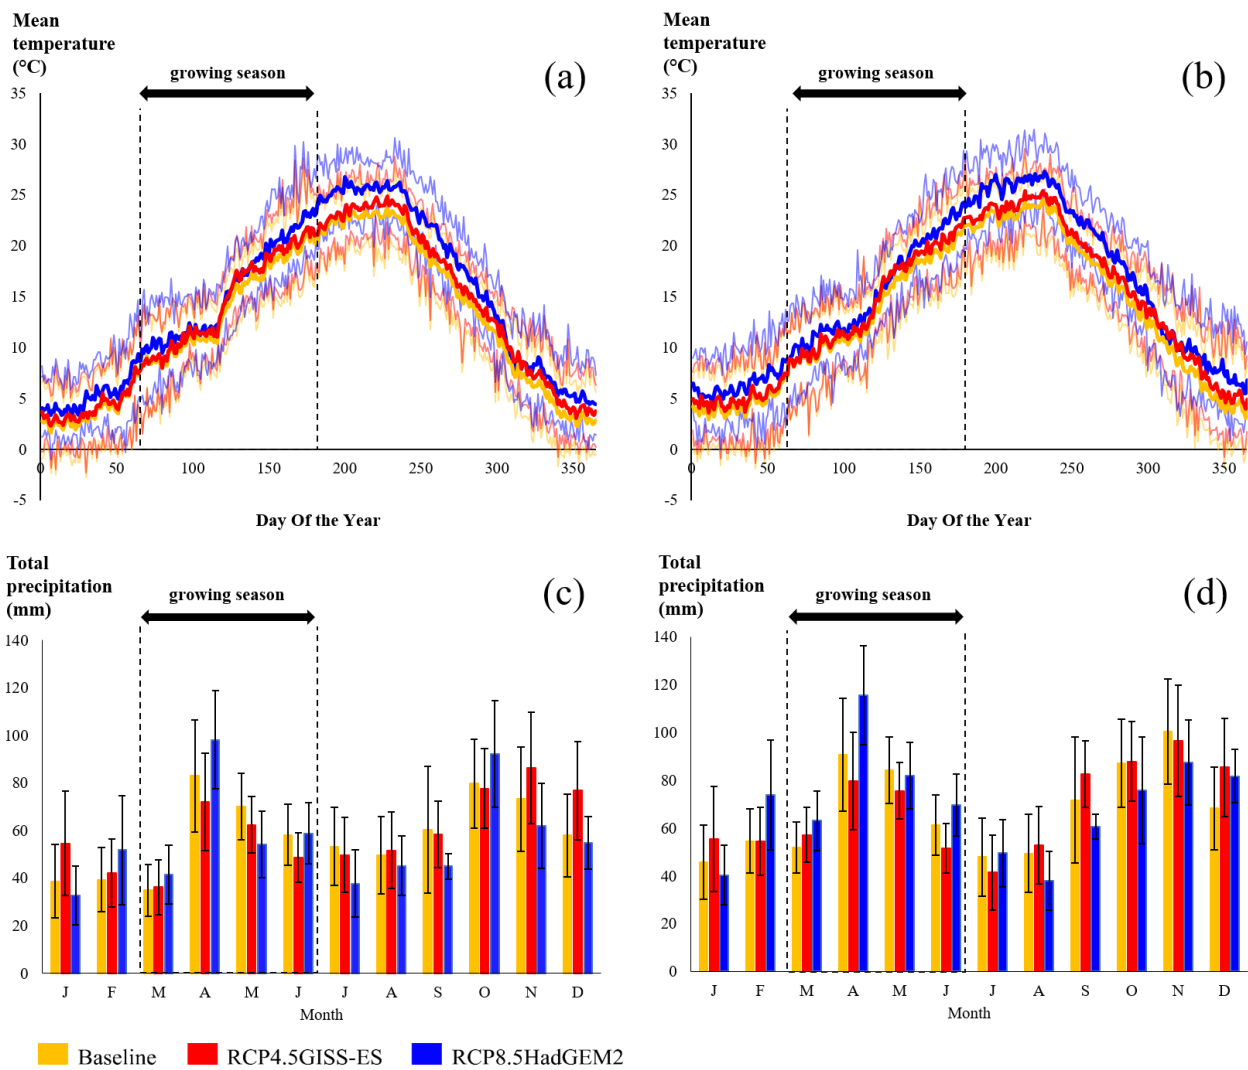 Mean
temperature
(°C)
growing season
(a)
35
30
25
20
15
10
5
0
-5
0 50 100 150 200 250 300 350
Day Of the Year
Mean
temperature
(°C)
growing season
(b)
35
30
25
20
15
10
5
0
-5
0 50 100 150 200 250 300 350
Day Of the Year
Total
precipitation
(mm)
growing season
(c)
140
120
100
80
60
40
20
0
J F M A M J J A S O N D
Month
Total
precipitation
(mm)
growing season
(d)
140
120
100
80
60
40
20
0
J F M A M J J A S O N D
Month
Baseline RCP4.5GISS-ES RCP8.5HadGEM2